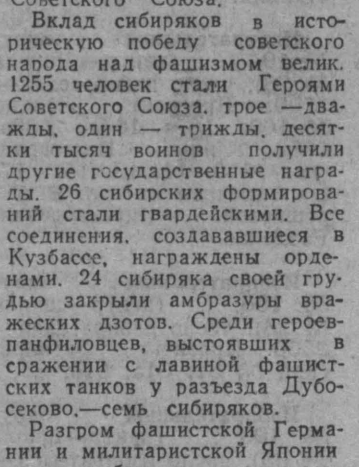 Советского Союза.
Вклад сибиряков в исто-
рическую победу советского
народа над фашизмом велик.
1255 человек стали Героями
Советского Союза. трое —два-
жды, один — трижды, десят-
ки тысяч воинов получили
другие государственные награ-
ды. 26 сибирских формирова-
ний стали гвардейскими. Все
соединения, создававшиеся в
Кузбассе, награждены орде-
нами. 24 сибиряка своей гру-
дью закрыли амбразуры вра-
жеских дзотов. Среди героев-
панфиловцев, выстоявших в
сражении с лавиной фашист-
ских танков у разъезда Дубо-
секово,—семь сибиряков.
Разгром фашистской Герма-
нии и милитаристской Японии